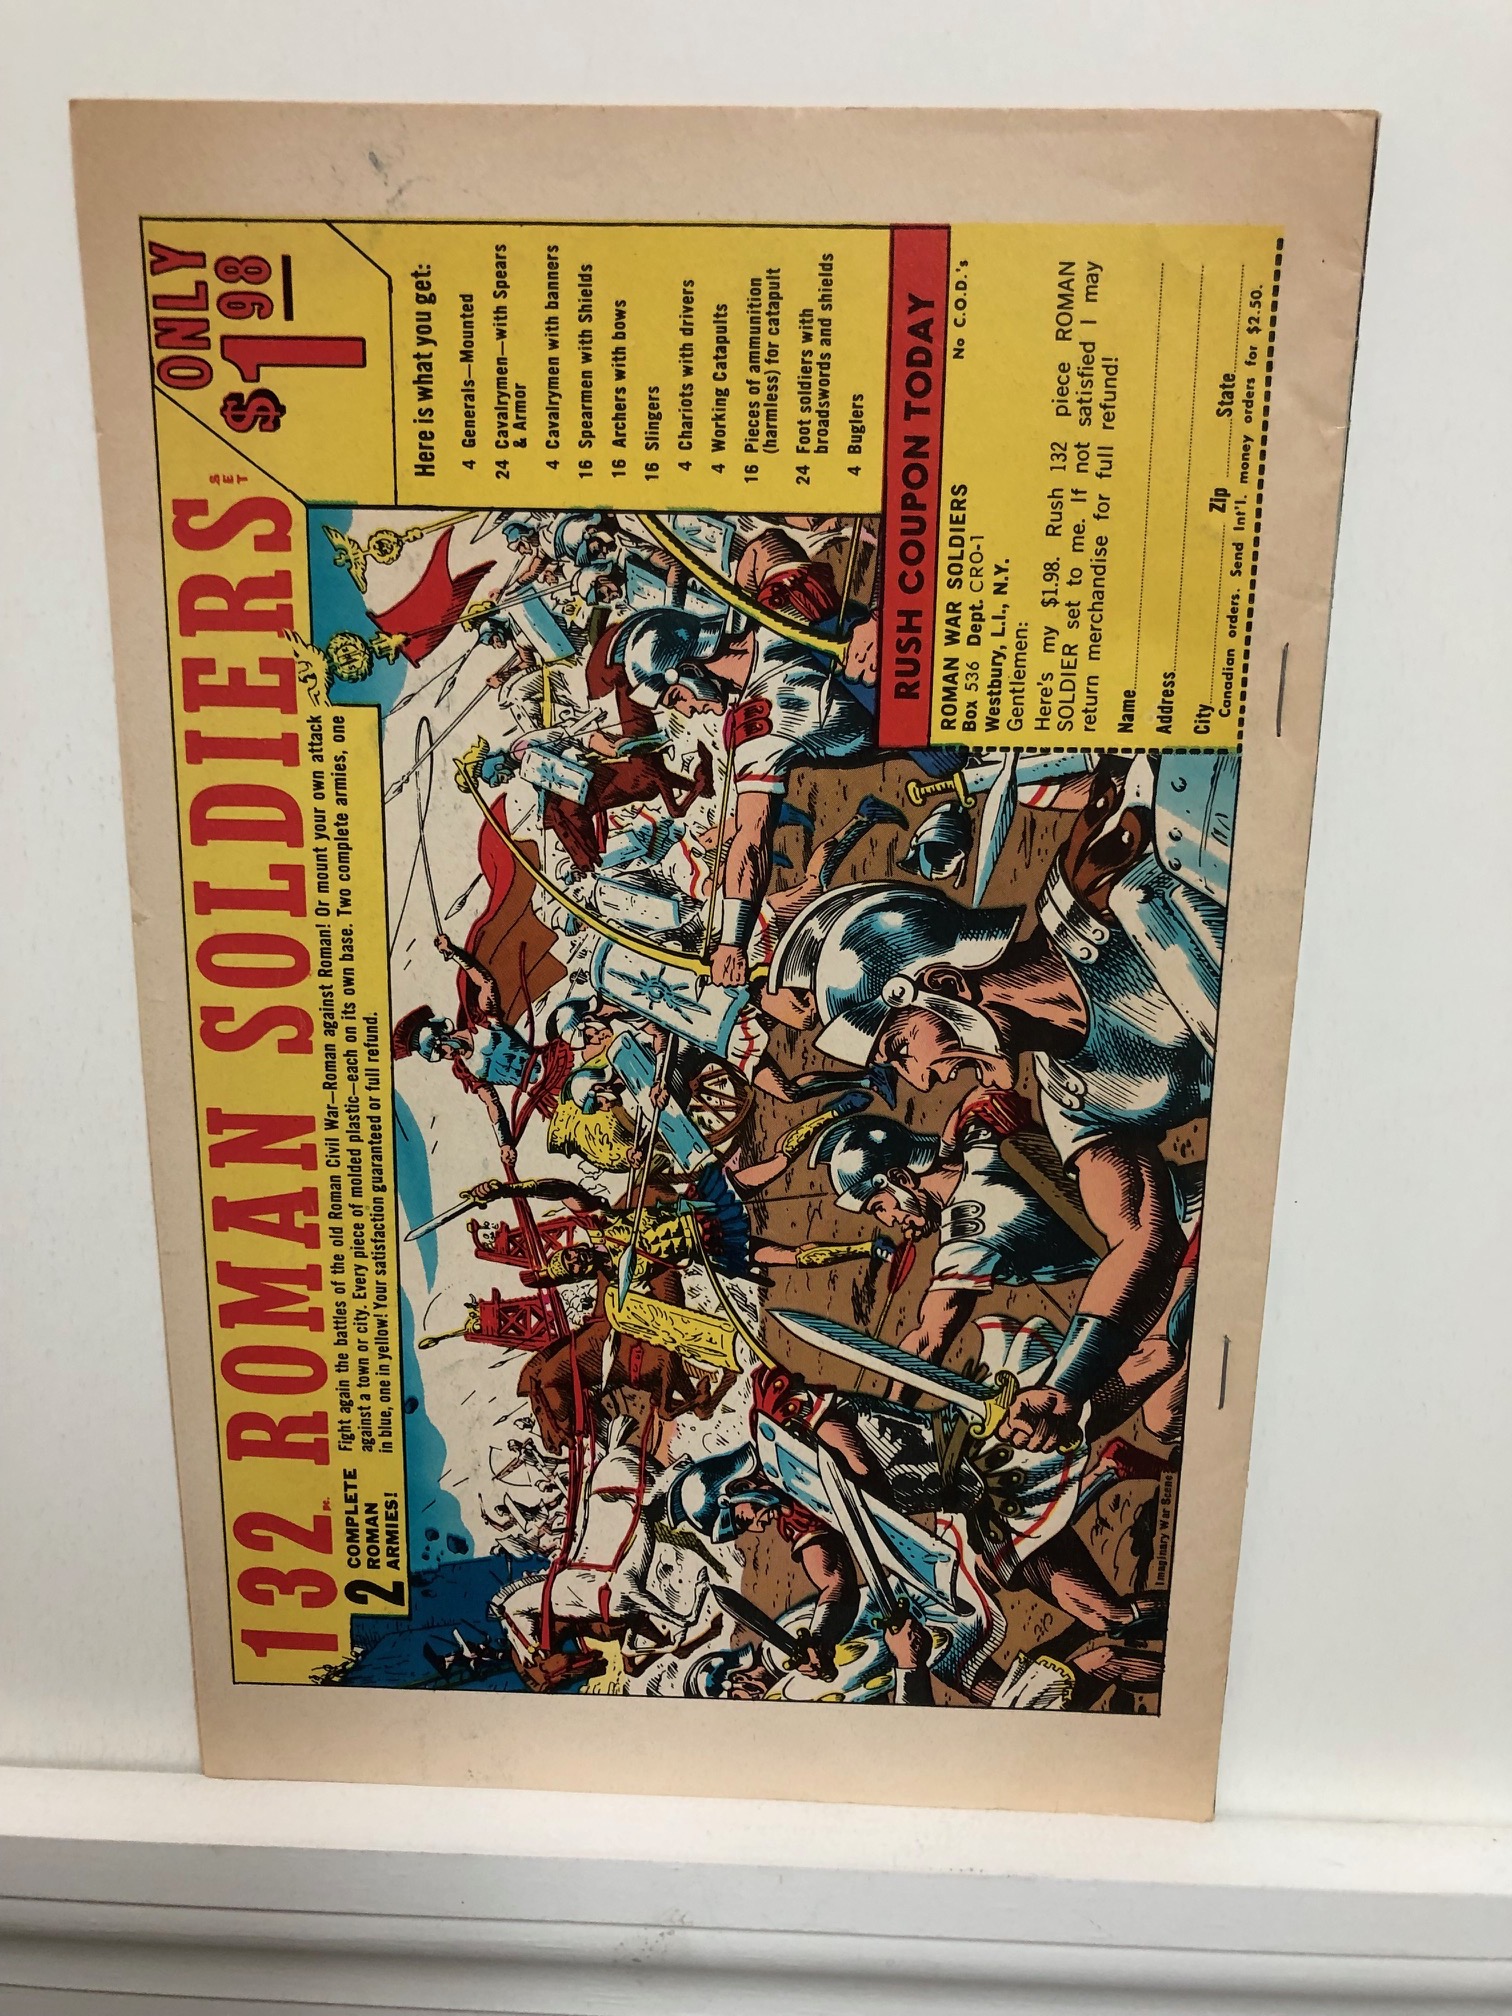 132 PC. ROMAN SOLDIERS SET
ONLY
$1 98
2 COMPLETE
ROMAN
ARMIES!
Fight again the battles of the old Roman Civil War—Roman against Roman! Or mount your own attack
against a town or city. Every piece of molded plastic—each on its own base. Two complete armies, one
in blue, one in yellow! Your satisfaction guaranteed or full refund.
Here is what you get:
4 Generals—Mounted
24 Cavalrymen—with Spears
& Armor
4 Cavalrymen with banners
16 Spearmen with Shields
16 Archers with bows
16 Slingers
4 Chariots with drivers
4 Working Catapults
16 Pieces of ammunition
(harmless) for catapult
24 Foot soldiers with
broadswords and shields
4 Buglers
Imaginary War Scene
RUSH COUPON TODAY
ROMAN WAR SOLDIERS No C.O.D.'s
Box 536 Dept. CRO-1
Westbury, L.I., N.Y.
Gentlemen:
Here's my $1.98. Rush 132 piece ROMAN
SOLDIER set to me. If not satisfied I may
return merchandise for full refund!
Name
Address
City Zip State
Canadian orders. Send Int'l. money orders for $2.50.